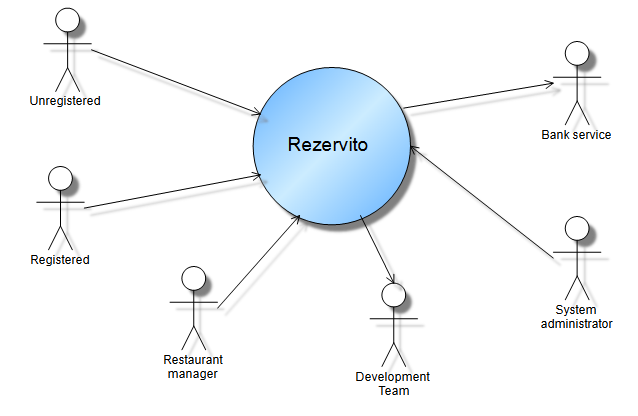 Unregistered
Rezervito
Bank service
Registered
Restaurant
manager
Development
Team
System
administrator